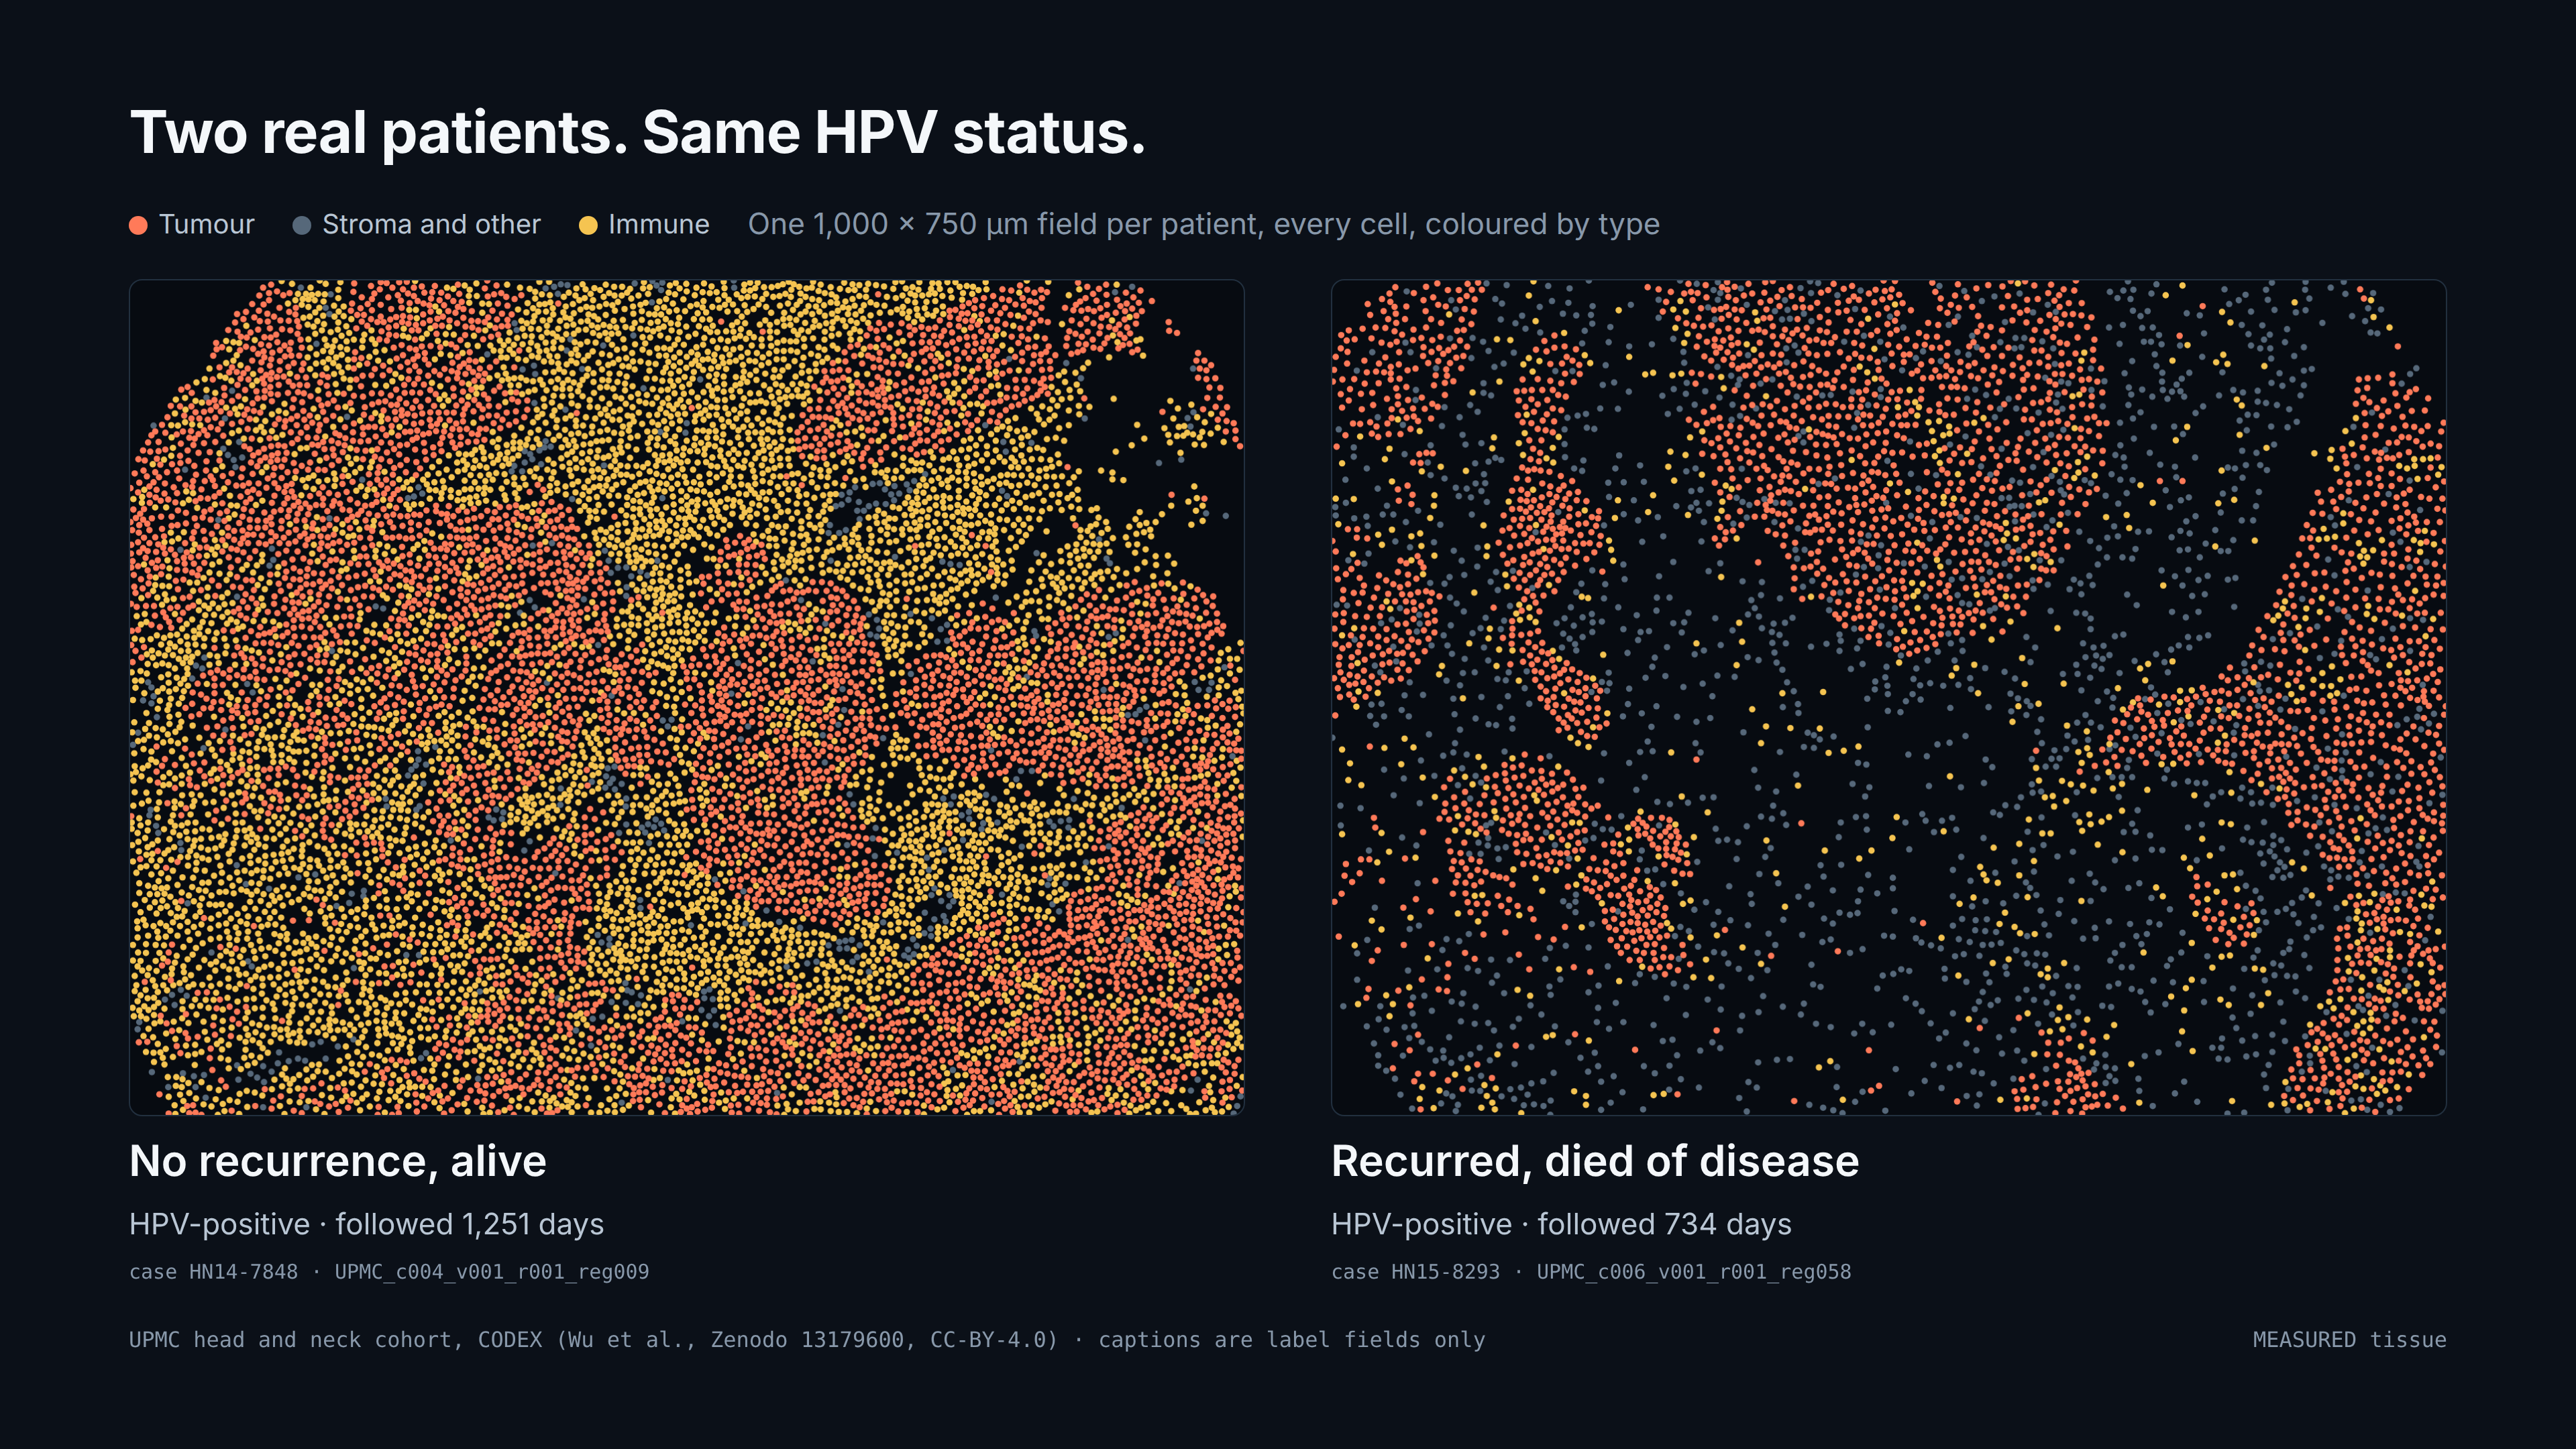 Two real patients. Same HPV status.
Tumour Stroma and other Immune One 1,000 × 750 µm field per patient, every cell, coloured by type
No recurrence, alive
HPV-positive · followed 1,251 days
case HN14-7848 · UPMC_c004_v001_r001_reg009
Recurred, died of disease
HPV-positive · followed 734 days
case HN15-8293 · UPMC_c006_v001_r001_reg058
UPMC head and neck cohort, CODEX (Wu et al., Zenodo 13179600, CC-BY-4.0) · captions are label fields only
MEASURED tissue